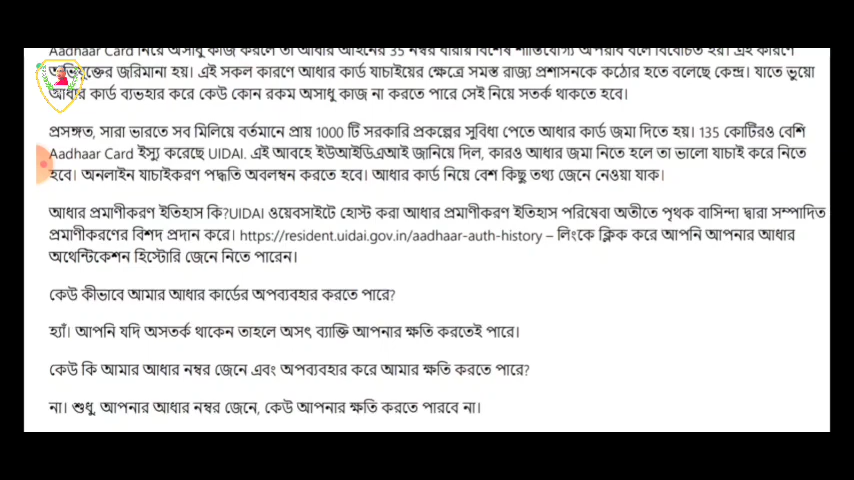 Aadhaar Card নিয়ে অসাধু কাজ করলে তা আধার আইনের 35 নম্বর ধারায় বিশেষ শাস্তিযোগ্য অপরাধ বলে বিবেচিত হয়। এই কারণে
অভিযুক্তের জরিমানা হয়। এই সকল কারণে আধার কার্ড যাচাইয়ের ক্ষেত্রে সমস্ত রাজ্য প্রশাসনকে কঠোর হতে বলেছে কেন্দ্র। যাতে ভুয়ো
আধার কার্ড ব্যভহার করে কেউ কোন রকম অসাধু কাজ না করতে পারে সেই নিয়ে সতর্ক থাকতে হবে।
প্রসঙ্গত, সারা ভারতে সব মিলিয়ে বর্তমানে প্রায় 1000 টি সরকারি প্রকল্পের সুবিধা পেতে আধার কার্ড জমা দিতে হয়। 135 কোটিরও বেশি
Aadhaar Card ইস্যু করেছে UIDAI. এই আবহে ইউআইডিএআই জানিয়ে দিল, কারও আধার জমা নিতে হলে তা ভালো যাচাই করে নিতে
হবে। অনলাইন যাচাইকরণ পদ্ধতি অবলম্বন করতে হবে। আধার কার্ড নিয়ে বেশ কিছু তথ্য জেনে নেওয়া যাক।
আধার প্রমাণীকরণ ইতিহাস কি?UIDAI ওয়েবসাইটে হোস্ট করা আধার প্রমাণীকরণ ইতিহাস পরিষেবা অতীতে পৃথক বাসিন্দা দ্বারা সম্পাদিত
প্রমাণীকরণের বিশদ প্রদান করে। https://resident.uidai.gov.in/aadhaar-auth-history – লিংকে ক্লিক করে আপনি আপনার আধার
অথেন্টিকেশন হিস্টোরি জেনে নিতে পারেন।
কেউ কীভাবে আমার আধার কার্ডের অপব্যবহার করতে পারে?
হ্যাঁ। আপনি যদি অসতর্ক থাকেন তাহলে অসৎ ব্যাক্তি আপনার ক্ষতি করতেই পারে।
কেউ কি আমার আধার নম্বর জেনে এবং অপব্যবহার করে আমার ক্ষতি করতে পারে?
না। শুধু, আপনার আধার নম্বর জেনে, কেউ আপনার ক্ষতি করতে পারবে না।